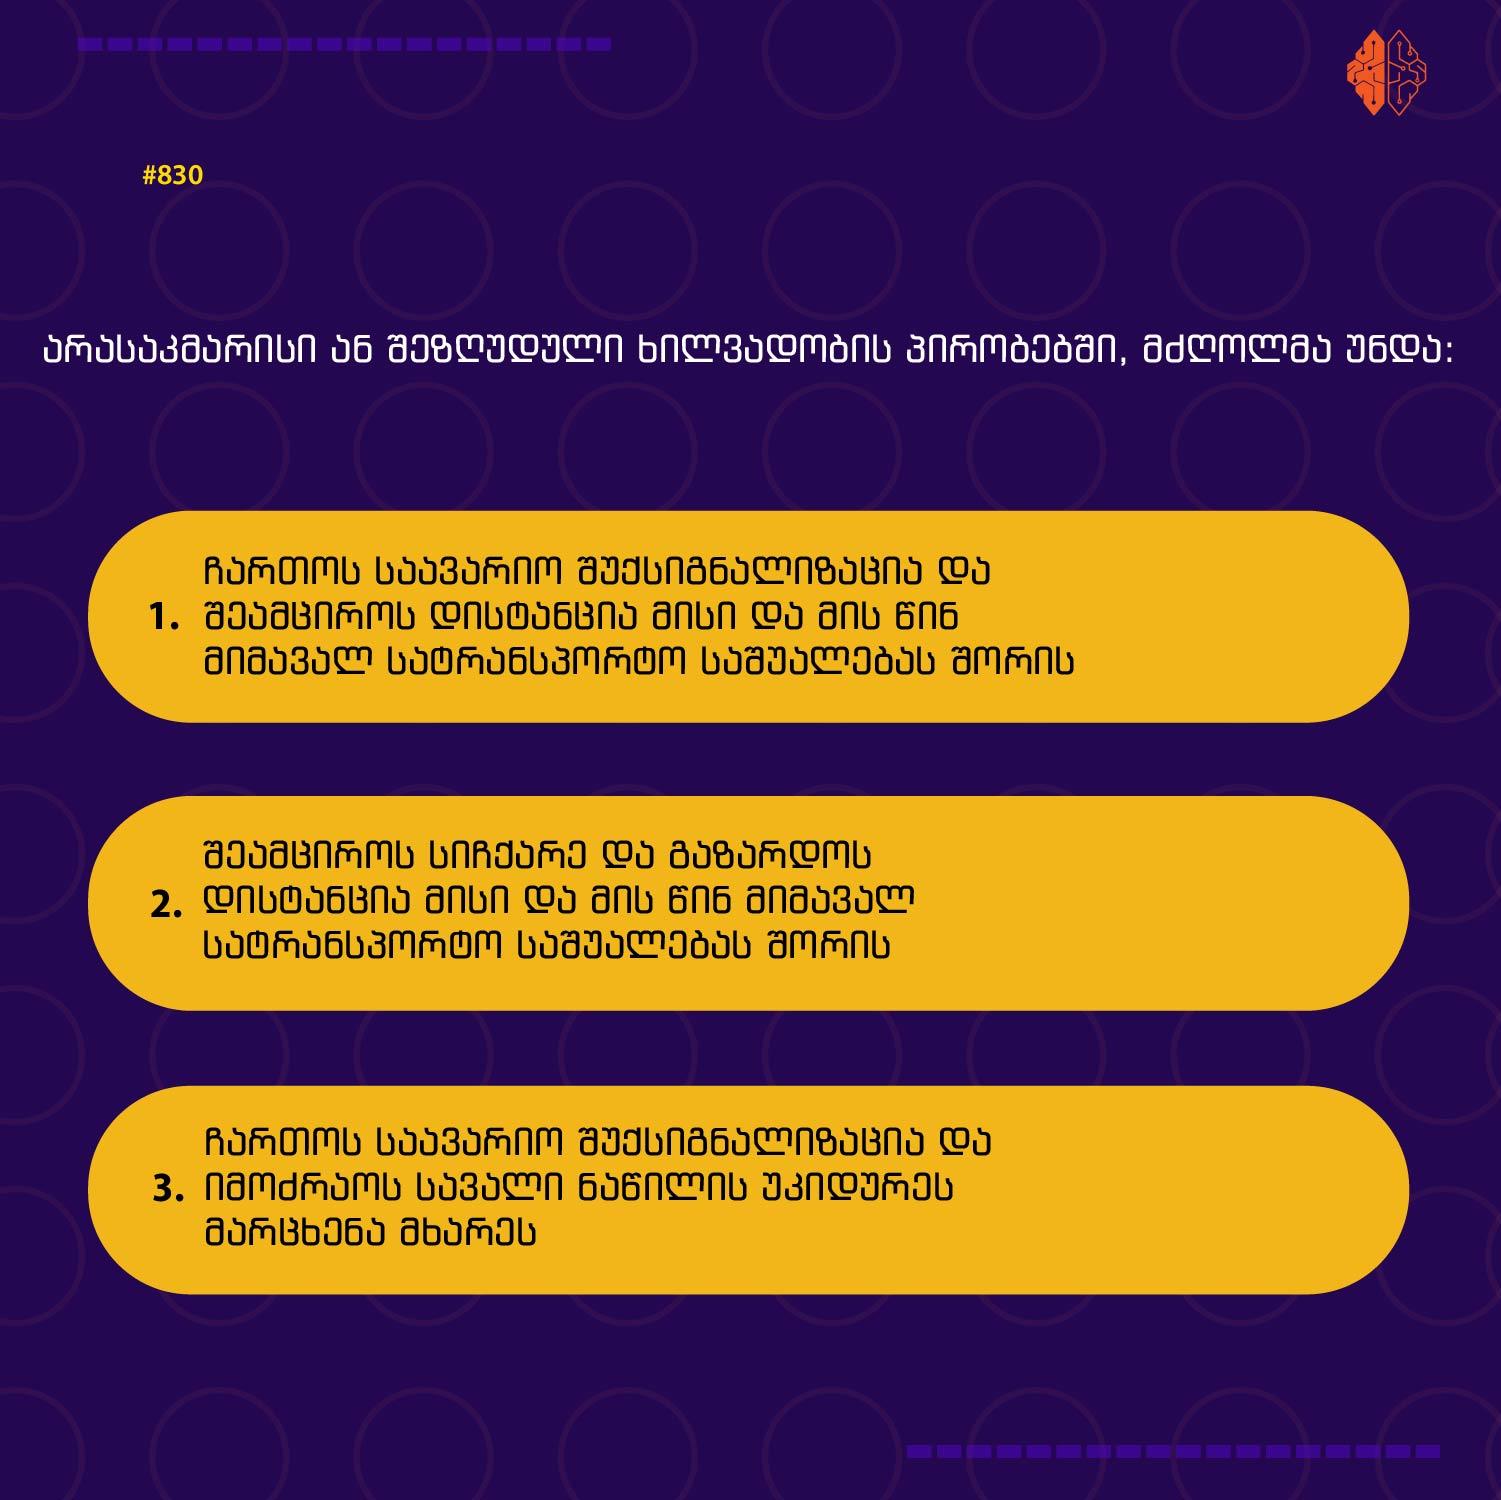 #830
არასაკმარისი ან შეზღუდული ხილვადობის პირობებში, მძღოლმა უნდა:
ჩართოს საავარიო შუქსიგნალიზაცია და
1. შეამციროს დისტანცია მისი და მის წინ
მიმავალ სატრანსპორტო საშუალებას შორის
შეამციროს სიჩქარე და გაზარდოს
2. დისტანცია მისი და მის წინ მიმავალ
სატრანსპორტო საშუალებას შორის
ჩართოს საავარიო შუქსიგნალიზაცია და
3. იმოძრაოს სავალი ნაწილის უკიდურეს
მარცხენა მხარეს